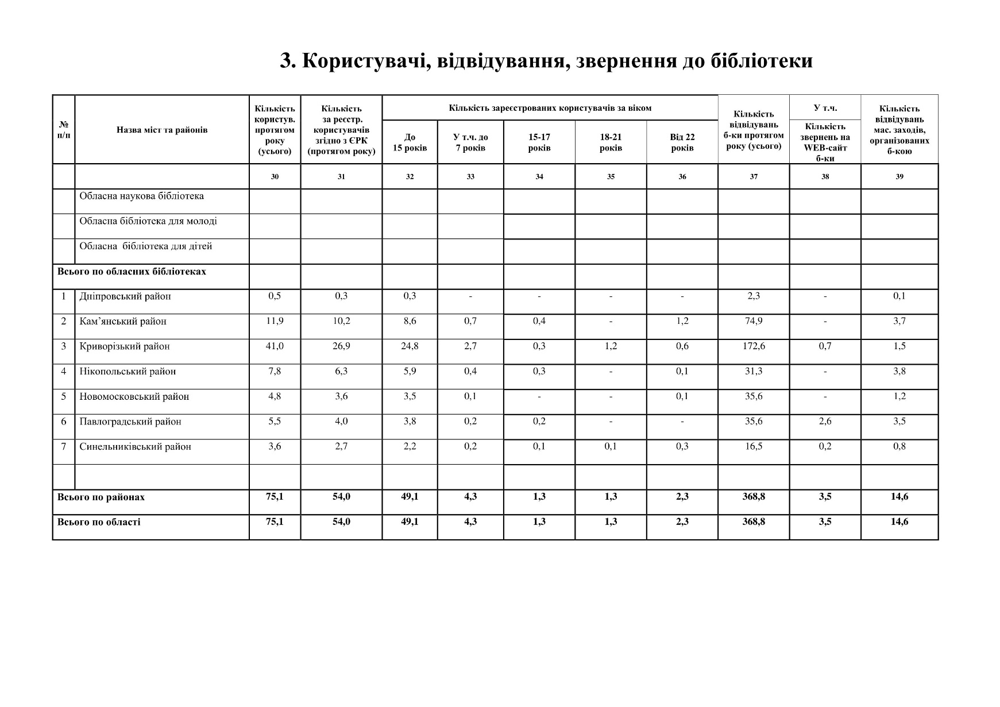 3. Користувачі, відвідування, звернення до бібліотеки
№ п/п
Назва міст та районів
Кількість користув. протягом року (усього)
Кількість за реєстр. користувачів згідно з ЄРК (протягом року)
Кількість зареєстрованих користувачів за віком
До 15 років
У т.ч. до 7 років
15-17 років
18-21 років
Від 22 років
Кількість відвідувань б-ки протягом року (усього)
У т.ч.
Кількість звернень на WEB-сайт б-ки
Кількість відвідувань мас. заходів, організованих б-кою
30 31 32 33 34 35 36 37 38 39
Обласна наукова бібліотека
Обласна бібліотека для молоді
Обласна бібліотека для дітей
Всього по обласних бібліотеках
1 Дніпровський район 0,5 0,3 0,3 - - - - 2,3 - 0,1
2 Кам’янський район 11,9 10,2 8,6 0,7 0,4 - 1,2 74,9 - 3,7
3 Криворізький район 41,0 26,9 24,8 2,7 0,3 1,2 0,6 172,6 0,7 1,5
4 Нікопольський район 7,8 6,3 5,9 0,4 0,3 - 0,1 31,3 - 3,8
5 Новомосковський район 4,8 3,6 3,5 0,1 - - 0,1 35,6 - 1,2
6 Павлоградський район 5,5 4,0 3,8 0,2 0,2 - - 35,6 2,6 3,5
7 Синельниківський район 3,6 2,7 2,2 0,2 0,1 0,1 0,3 16,5 0,2 0,8
Всього по районах 75,1 54,0 49,1 4,3 1,3 1,3 2,3 368,8 3,5 14,6
Всього по області 75,1 54,0 49,1 4,3 1,3 1,3 2,3 368,8 3,5 14,6